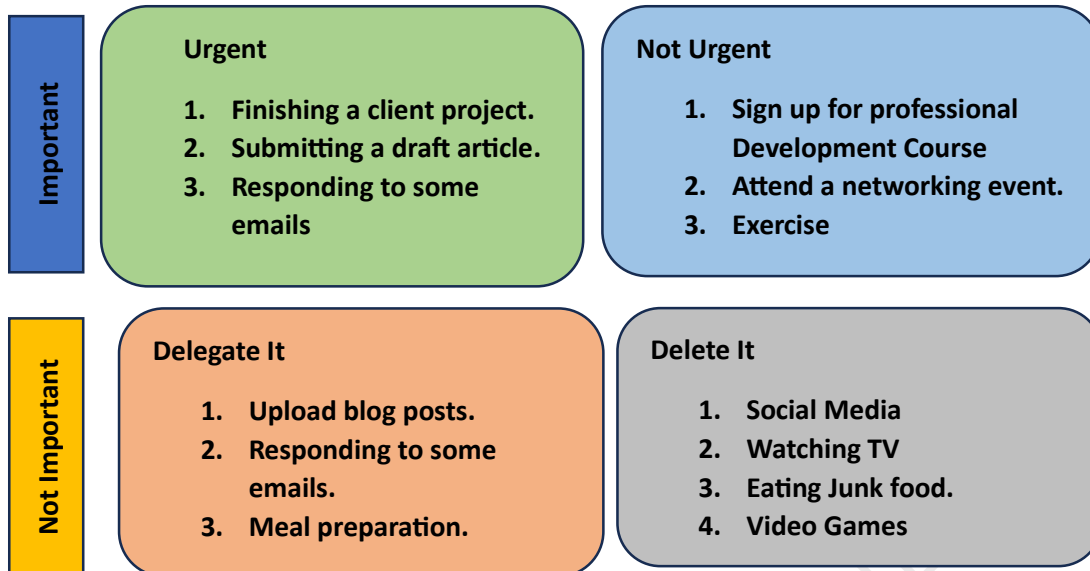 Important
Urgent
1. Finishing a client project.
2. Submitting a draft article.
3. Responding to some
emails
Not Urgent
1. Sign up for professional
Development Course
2. Attend a networking event.
3. Exercise
Not Important
Delegate It
1. Upload blog posts.
2. Responding to some
emails.
3. Meal preparation.
Delete It
1. Social Media
2. Watching TV
3. Eating Junk food.
4. Video Games